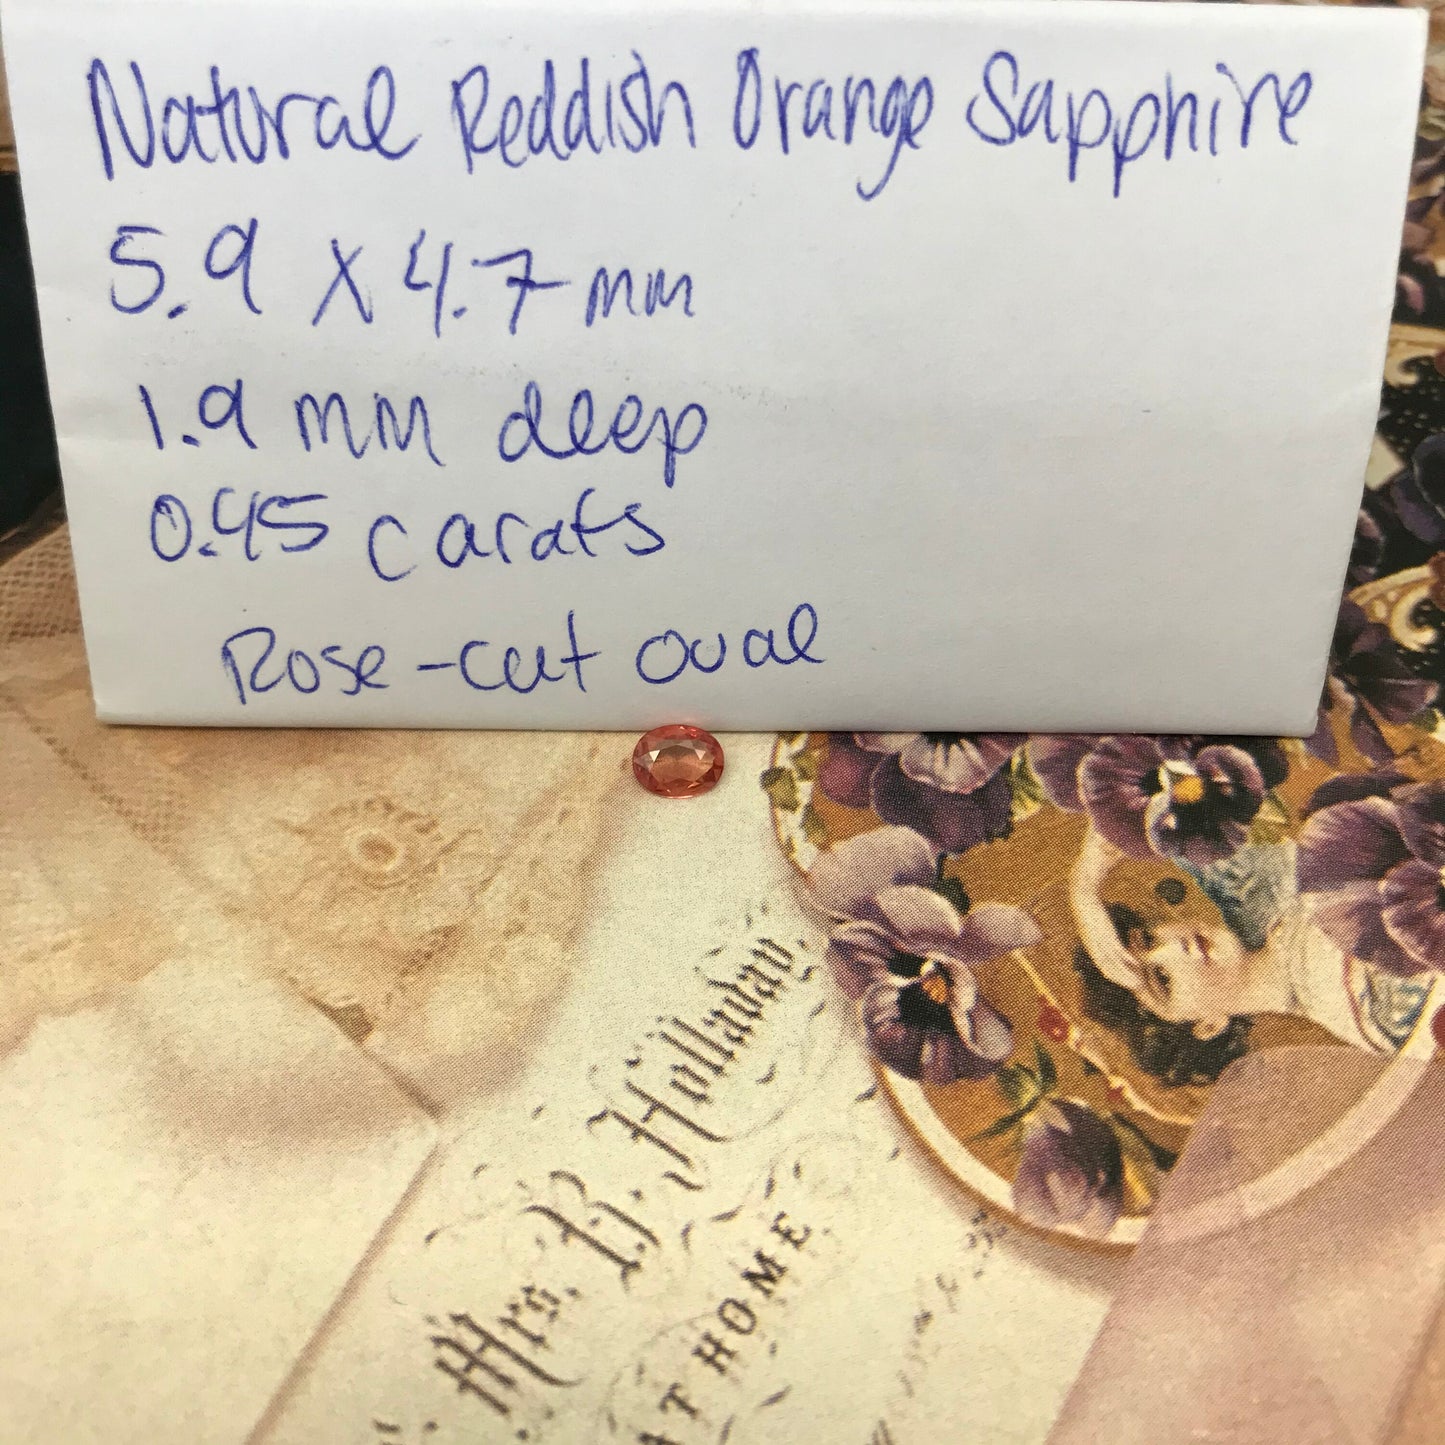 Natural Reddish Orange Sapphire
5.9 x 4.7 mm
1.9 mm deep
0.45 carats
Rose-cut oval
Mrs. B. Holladay
AT HOME